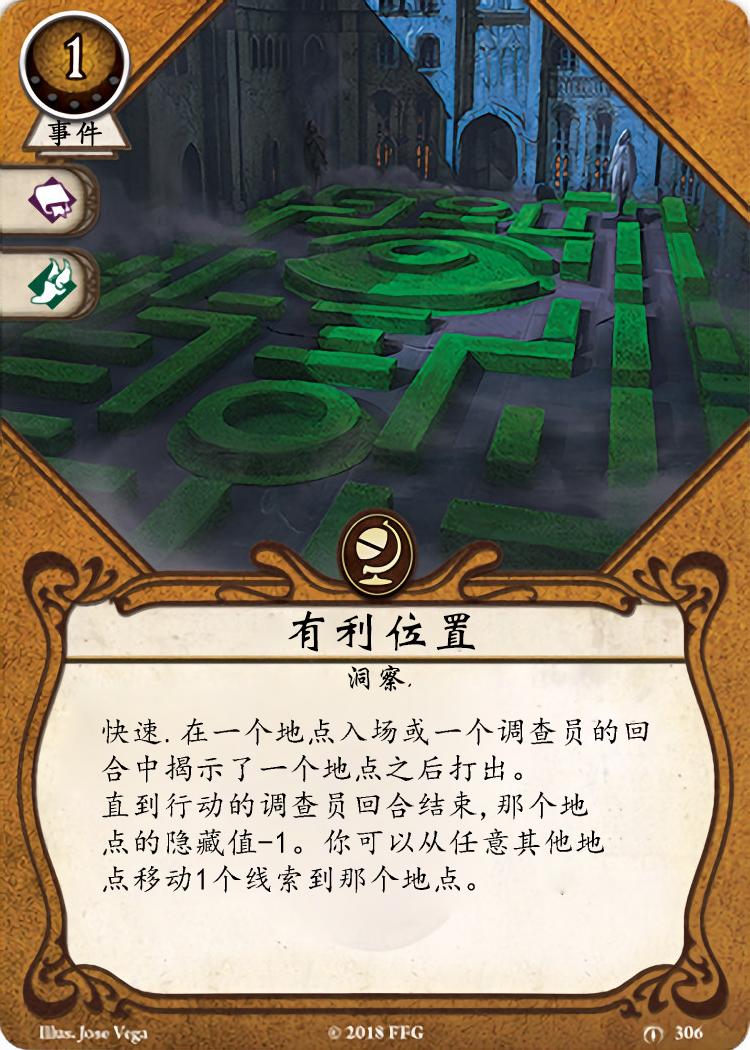 1
事件
有利位置
洞察.
快速. 在一个地点入场或一个调查员的回
合中揭示了一个地点之后打出。
直到行动的调查员回合结束, 那个地
点的隐藏值-1。你可以从任意其他地
点移动1个线索到那个地点。
Illus. Jose Vega
© 2018 FFG
306